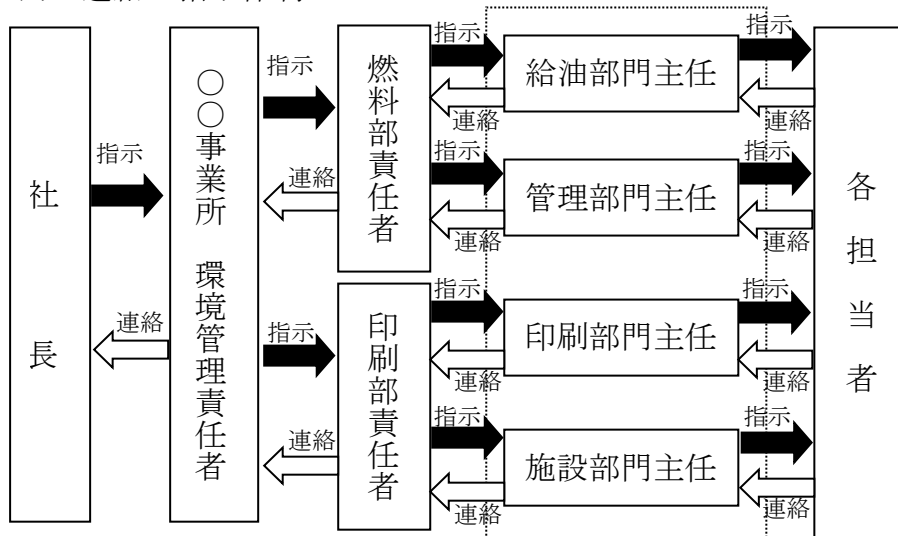 社長
指示
連絡
〇〇事業所 環境管理責任者
指示
連絡
指示
連絡
燃料部責任者
印刷部責任者
指示
連絡
指示
連絡
指示
連絡
指示
連絡
給油部門主任
管理部門主任
印刷部門主任
施設部門主任
指示
連絡
指示
連絡
指示
連絡
指示
連絡
各担当者